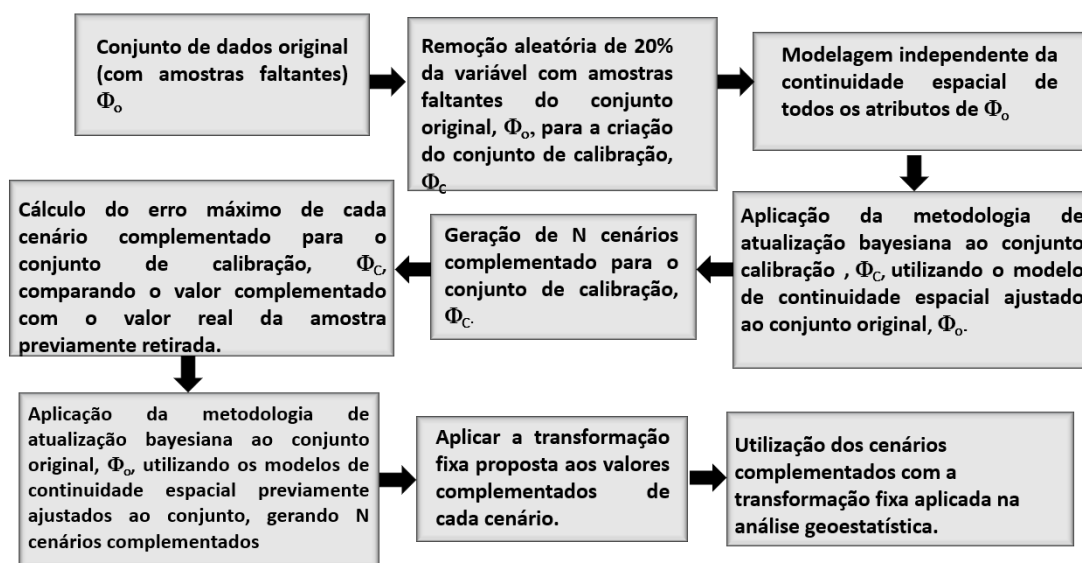 Conjunto de dados original
(com amostras faltantes)
Φo
Remoção aleatória de 20%
da variável com amostras
faltantes do conjunto
original, Φo, para a criação
do conjunto de calibração,
ΦC
Modelagem independente da
continuidade espacial de
todos os atributos de Φo
Aplicação da metodologia de
atualização bayesiana ao conjunto
calibração , ΦC, utilizando o modelo
de continuidade espacial ajustado
ao conjunto original, Φo.
Geração de N cenários
complementado para o
conjunto de calibração,
ΦC.
Cálculo do erro máximo de cada
cenário complementado para o
conjunto de calibração, ΦC,
comparando o valor complementado
com o valor real da amostra
previamente retirada.
Aplicação da metodologia de
atualização bayesiana ao conjunto
original, Φo, utilizando os modelos de
continuidade espacial previamente
ajustados ao conjunto, gerando N
cenários complementados
Aplicar a transformação
fixa proposta aos valores
complementados de
cada cenário.
Utilização dos cenários
complementados com a
transformação fixa aplicada na
análise geoestatística.